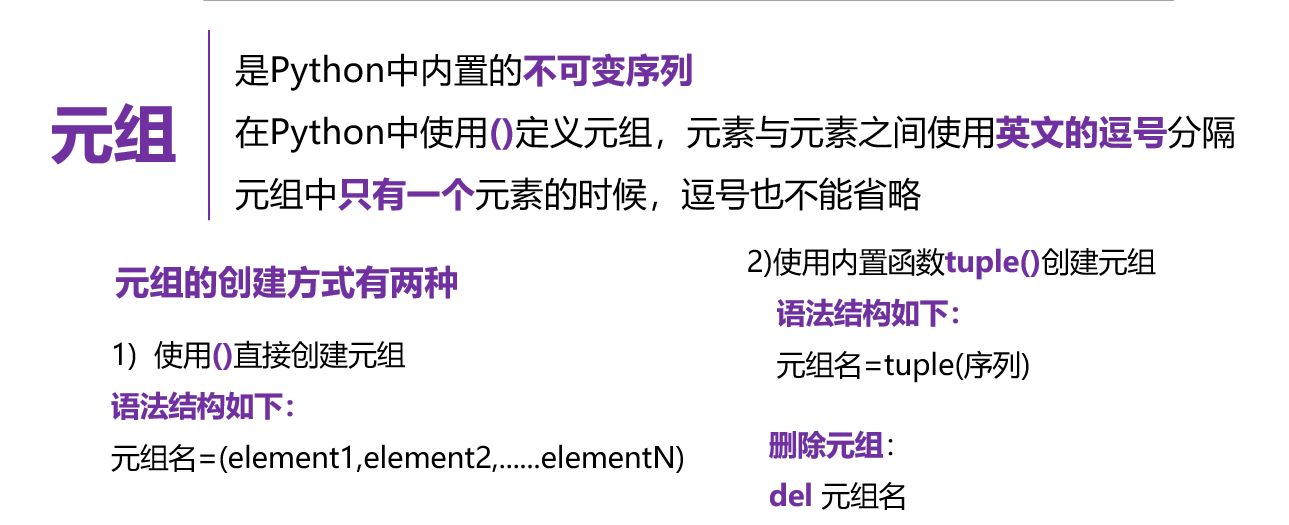 元组
是Python中内置的不可变序列
在Python中使用()定义元组，元素与元素之间使用英文的逗号分隔
元组中只有一个元素的时候，逗号也不能省略
元组的创建方式有两种
1）使用()直接创建元组
语法结构如下：
元组名=(element1,element2,......elementN)
2)使用内置函数tuple()创建元组
语法结构如下：
元组名=tuple(序列)
删除元组：
del 元组名